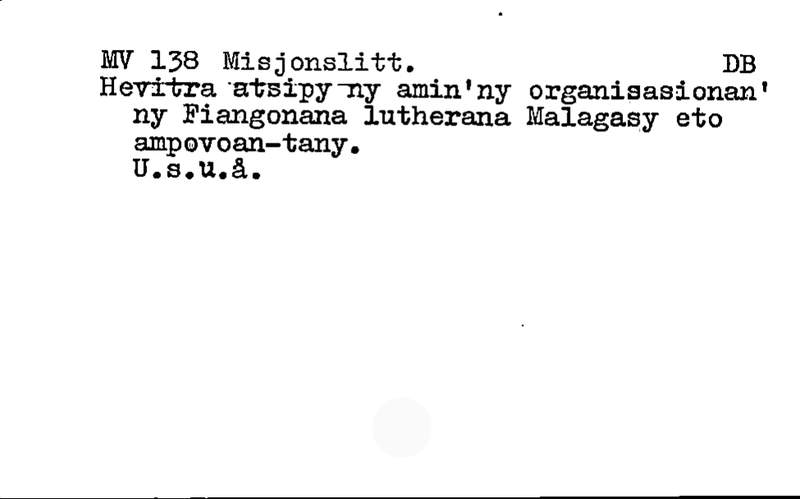 MV 138 Misjonslitt. DB
Hevitra atsipy ny amin'ny organisasionan'
ny Fiangonana lutherana Malagasy eto
ampovoan-tany.
U.s.u.å.